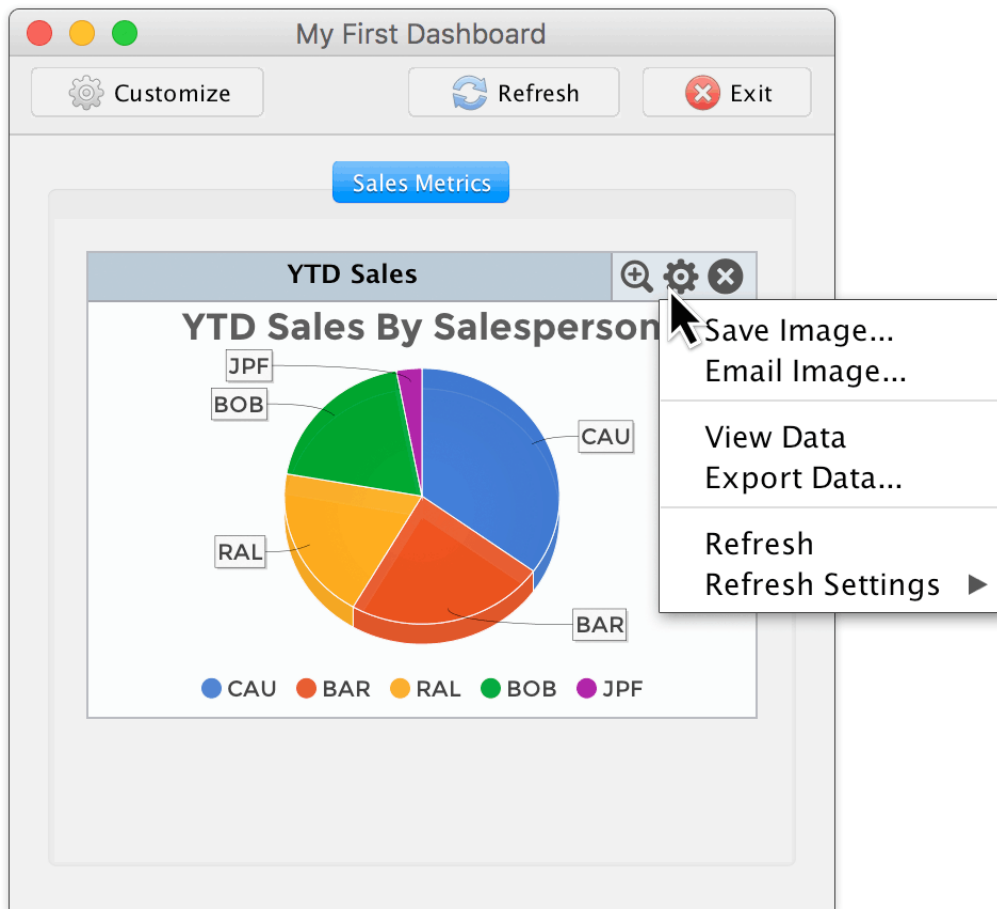 My First Dashboard
Customize Refresh Exit
Sales Metrics
YTD Sales
YTD Sales By Salesperson
JPF
BOB
CAU
RAL
BAR
CAU BAR RAL BOB JPF
Save Image...
Email Image...
View Data
Export Data...
Refresh
Refresh Settings